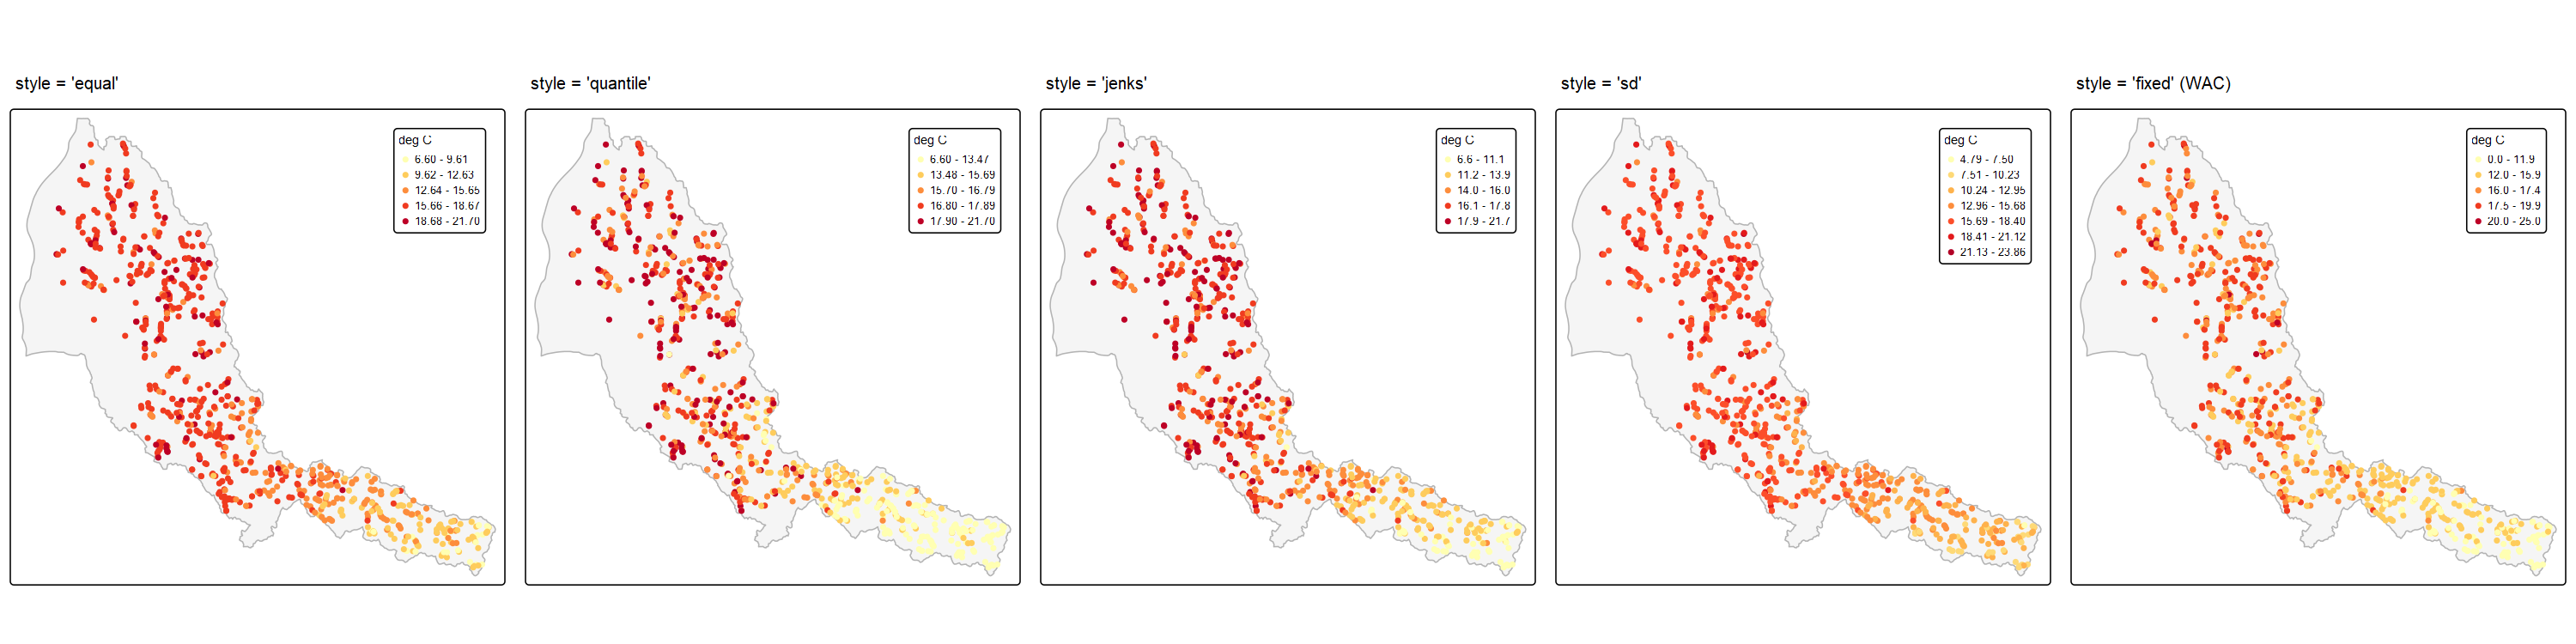 style = 'equal'
deg C
6.60 - 9.61
9.62 - 12.63
12.64 - 15.65
15.66 - 18.67
18.68 - 21.70
style = 'quantile'
deg C
6.60 - 13.47
13.48 - 15.69
15.70 - 16.79
16.80 - 17.89
17.90 - 21.70
style = 'jenks'
deg C
6.6 - 11.1
11.2 - 13.9
14.0 - 16.0
16.1 - 17.8
17.9 - 21.7
style = 'sd'
deg C
4.79 - 7.50
7.51 - 10.23
10.24 - 12.95
12.96 - 15.68
15.69 - 18.40
18.41 - 21.12
21.13 - 23.86
style = 'fixed' (WAC)
deg C
0.0 - 11.9
12.0 - 15.9
16.0 - 17.4
17.5 - 19.9
20.0 - 25.0